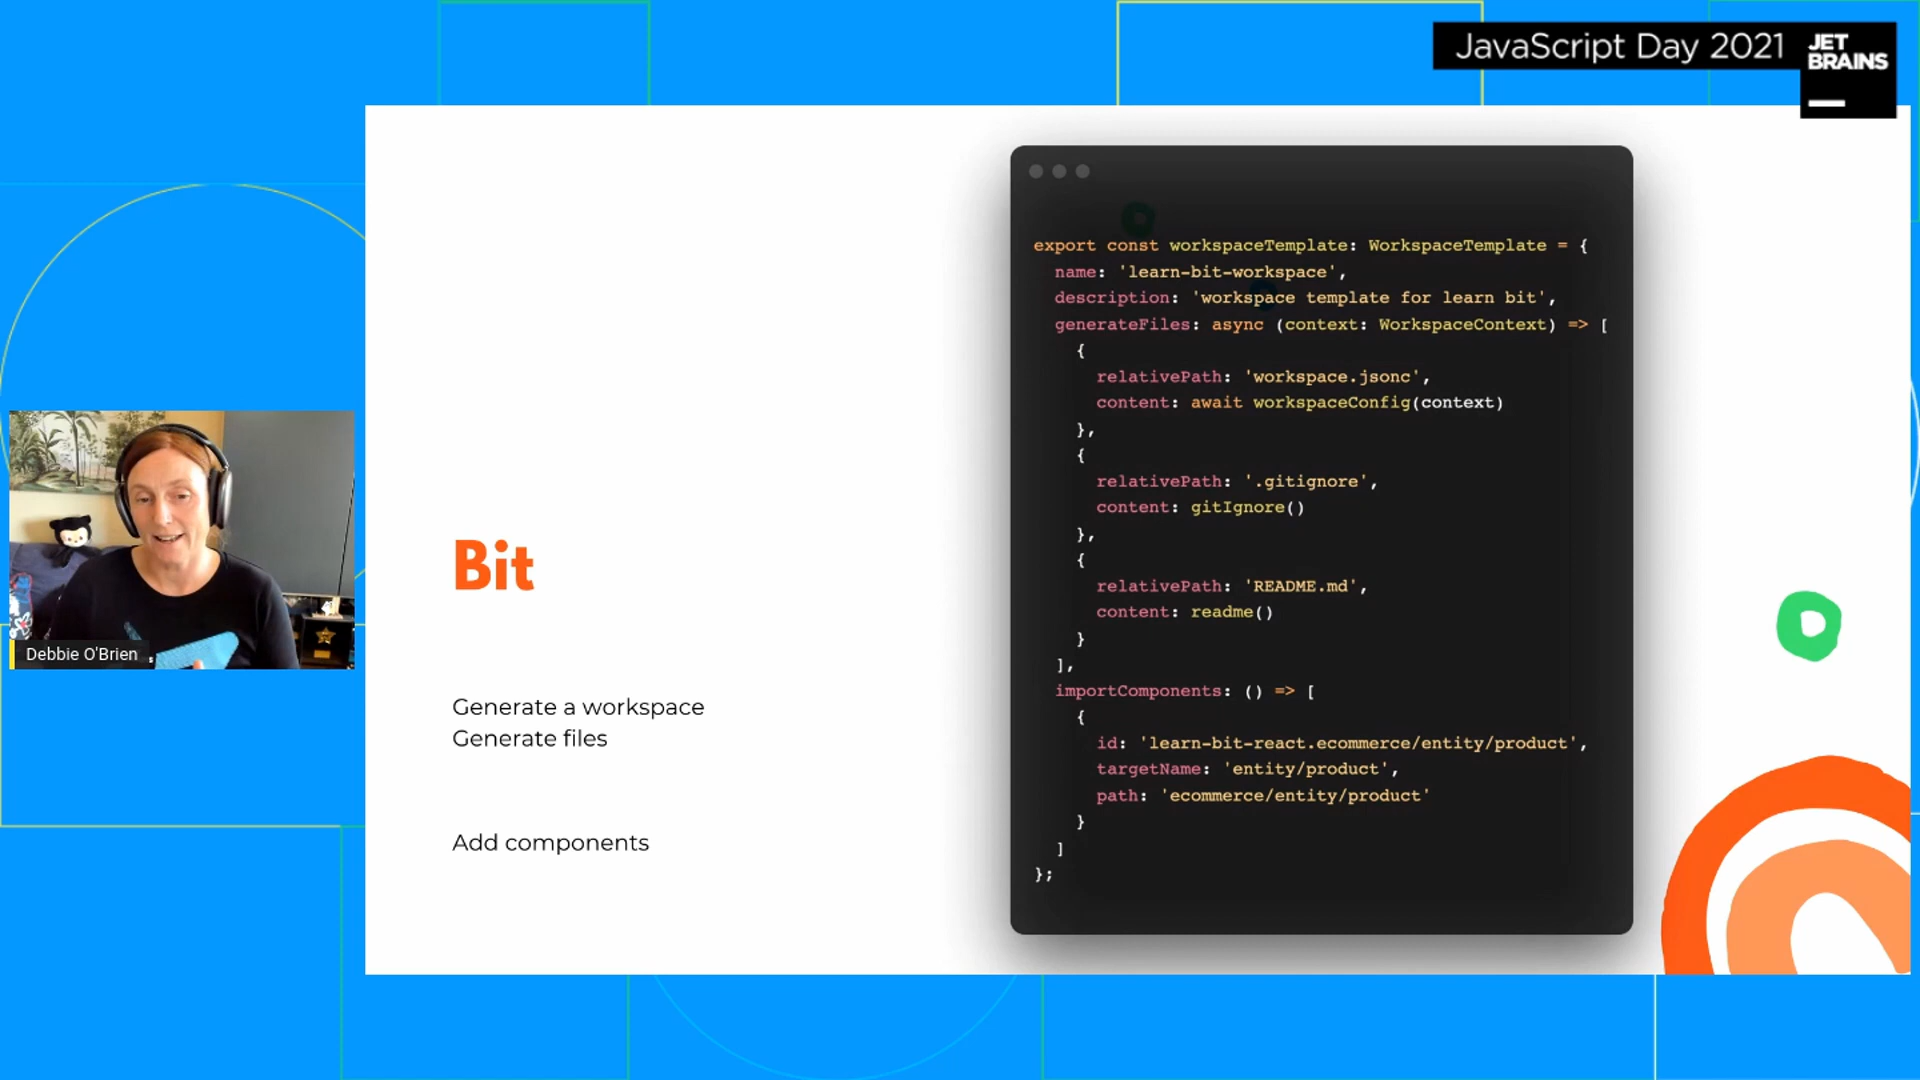 JavaScript Day 2021
JET
BRAINS
export const workspaceTemplate: WorkspaceTemplate = {
name: 'learn-bit-workspace',
description: 'workspace template for learn bit',
generateFiles: async (context: WorkspaceContext) => [
{
relativePath: 'workspace.jsonc',
content: await workspaceConfig(context)
},
{
relativePath: '.gitignore',
content: gitIgnore()
},
{
relativePath: 'README.md',
content: readme()
}
],
importComponents: () => [
{
id: 'learn-bit-react.ecommerce/entity/product',
targetName: 'entity/product',
path: 'ecommerce/entity/product'
}
]
};
Bit
Generate a workspace
Generate files
Add components
Debbie O'Brien